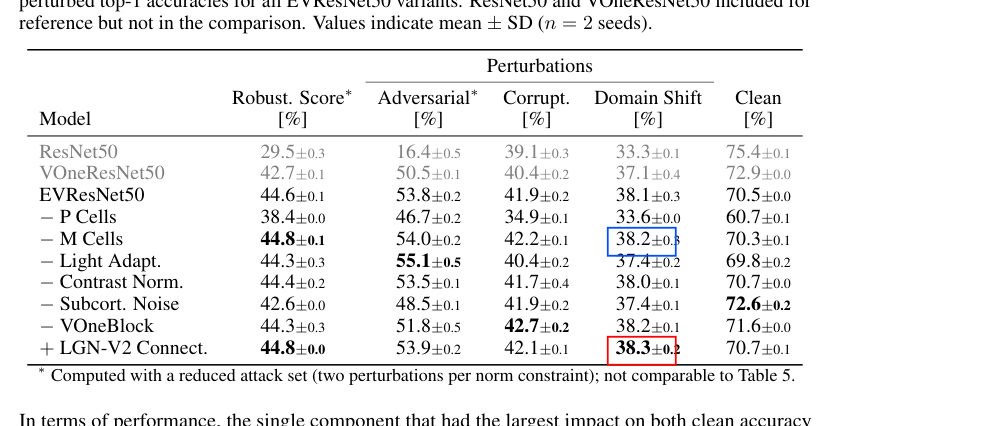 perturbed top-1 accuracies for all EVResNet50 variants. ResNet50 and VOneResNet50 included for
reference but not in the comparison. Values indicate mean ± SD (n = 2 seeds).
Perturbations
Robust. Score* Adversarial* Corrupt. Domain Shift Clean
Model [%] [%] [%] [%] [%]
ResNet50 29.5±0.3 16.4±0.5 39.1±0.3 33.3±0.1 75.4±0.1
VOneResNet50 42.7±0.1 50.5±0.1 40.4±0.2 37.1±0.4 72.9±0.0
EVResNet50 44.6±0.1 53.8±0.2 41.9±0.2 38.1±0.3 70.5±0.0
− P Cells 38.4±0.0 46.7±0.2 34.9±0.1 33.6±0.0 60.7±0.1
− M Cells 44.8±0.1 54.0±0.2 42.2±0.1 38.2±0.3 70.3±0.1
− Light Adapt. 44.3±0.3 55.1±0.5 40.4±0.2 37.4±0.2 69.8±0.2
− Contrast Norm. 44.4±0.2 53.5±0.1 41.7±0.4 38.0±0.1 70.7±0.0
− Subcort. Noise 42.6±0.0 48.5±0.1 41.9±0.2 37.4±0.1 72.6±0.2
− VOneBlock 44.3±0.3 51.8±0.5 42.7±0.2 38.2±0.1 71.6±0.0
+ LGN-V2 Connect. 44.8±0.0 53.9±0.2 42.1±0.1 38.3±0.2 70.7±0.1
* Computed with a reduced attack set (two perturbations per norm constraint); not comparable to Table 5.
In terms of performance, the single component that had the largest impact on both clean accuracy